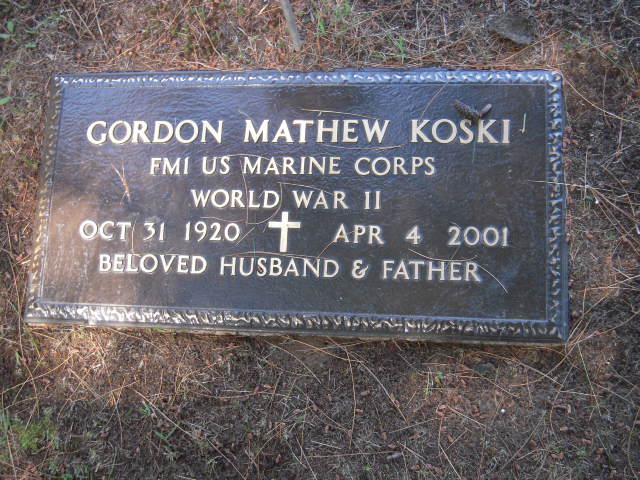 GORDON MATHEW KOSKI
FM1 US MARINE CORPS
WORLD WAR II
OCT 31 1920 APR 4 2001
BELOVED HUSBAND & FATHER